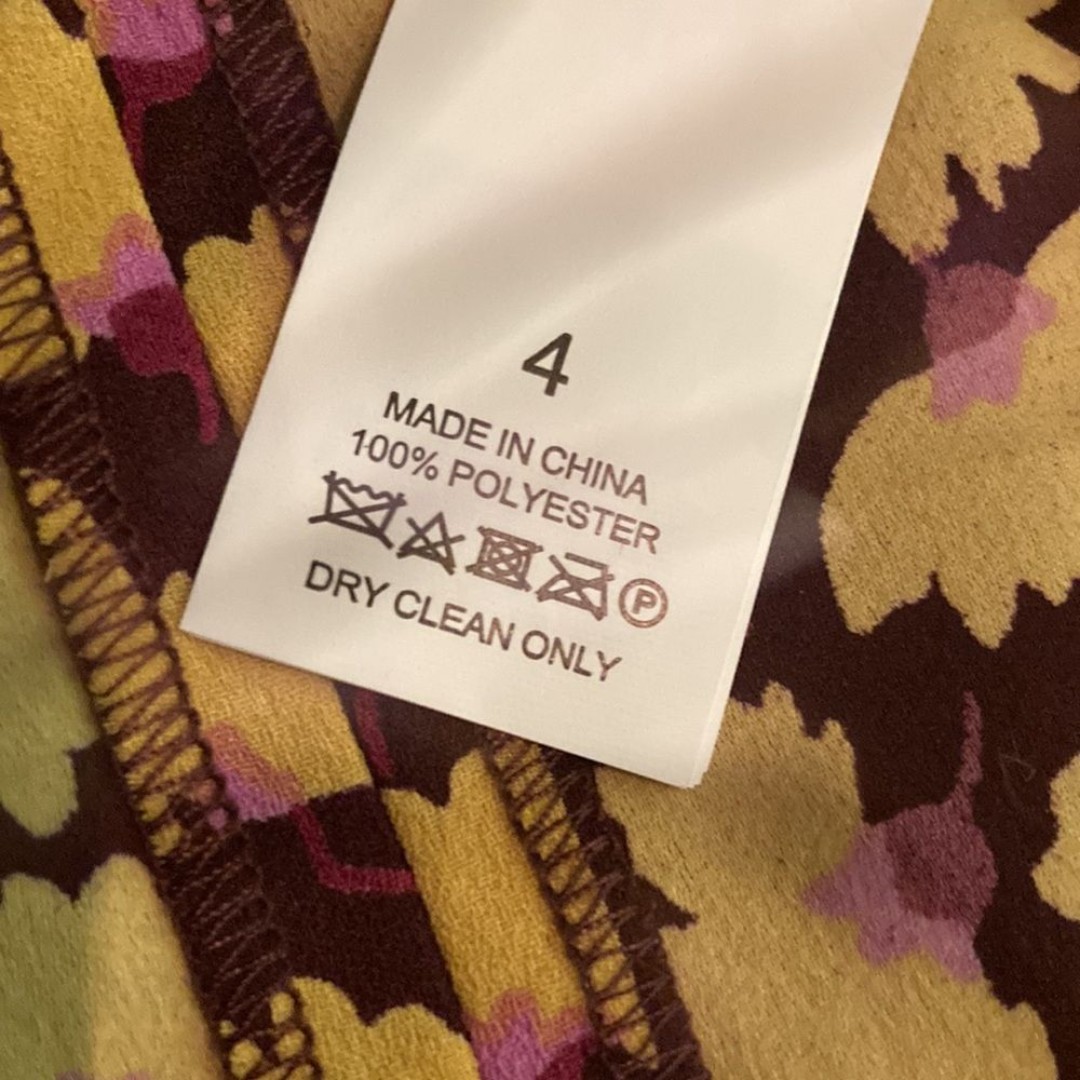 4
MADE IN CHINA
100% POLYESTER
P
DRY CLEAN ONLY